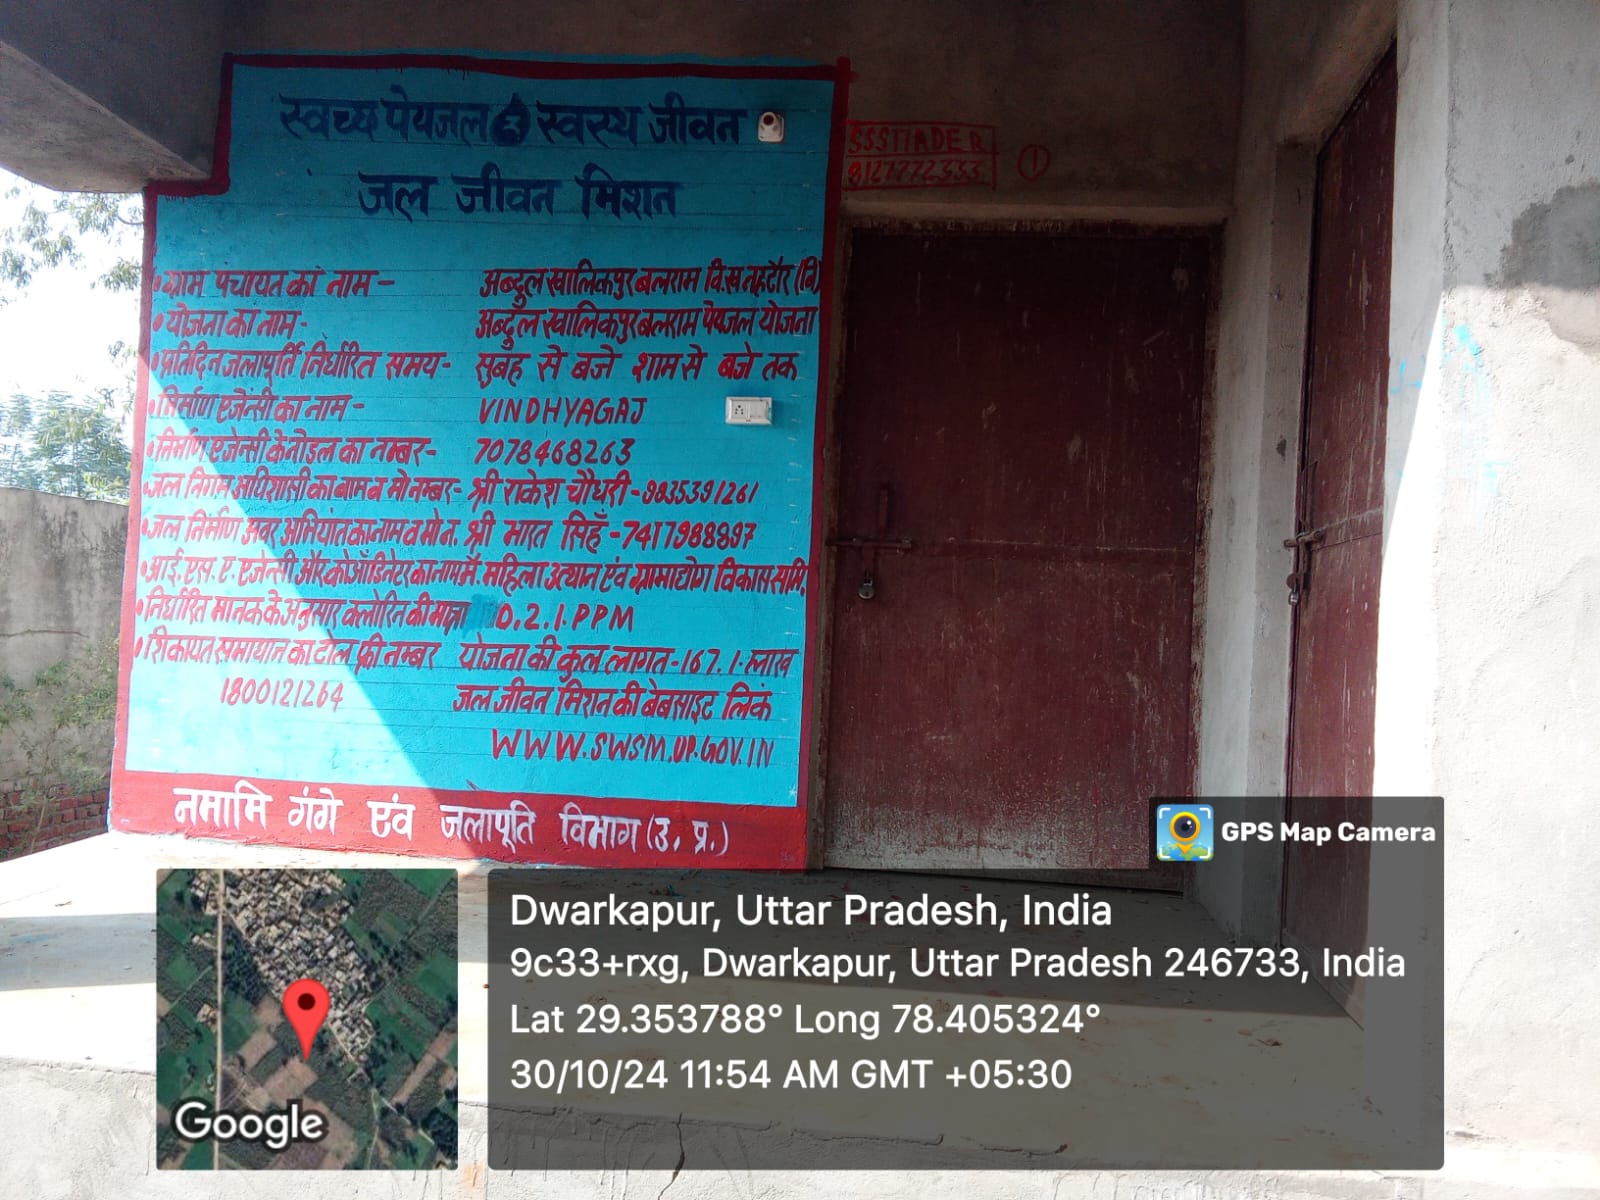 स्वच्छ पेयजल से स्वस्थ जीवन
जल जीवन मिशन
SSSTIADER
8127772333
1
• ग्राम पंचायत का नाम - अब्दुल खालिकपुर बलराम वि.ख नहटौर (बि)
• योजना का नाम - अब्दुल खालिकपुर बलराम पेयजल योजना
• प्रतिदिन जलापूर्ति निर्धारित समय - सुबह से बजे शाम से बजे तक
• निर्माण एजेंन्सी का नाम - VINDHYAGAJ
• निर्माण एजेन्सी के नोडल का नम्बर - 7078468263
• जल निगम अधिशासी का नाम व मो नम्बर - श्री राकेश चौधरी - 9835391261
• जल निर्माण अवर अभियांत का नाम व मो न. श्री भारत सिहँ - 7417988897
• आई. एस. ए. एजेन्सी और कोऑडिनेटर का नाम मॅ. महिला उत्थान एंव ग्रामोद्योग विकास समि.
• निर्धारित मानक के अनुसार क्लोरिन की मात्रा 0.2.1.PPM
• शिकायत समाधान का टोल फ्री नम्बर योजना की कुल लागत - 167.1. लाख
1800121264 जल जीवन मिशन की बेबसाइट लिंक
WWW.SWSM.UP.GOV.IN
नमामि गंगे एंव जलापूति विभाग (उ. प्र.)
GPS Map Camera
Dwarkapur, Uttar Pradesh, India
9c33+rxg, Dwarkapur, Uttar Pradesh 246733, India
Lat 29.353788° Long 78.405324°
30/10/24 11:54 AM GMT +05:30
Google